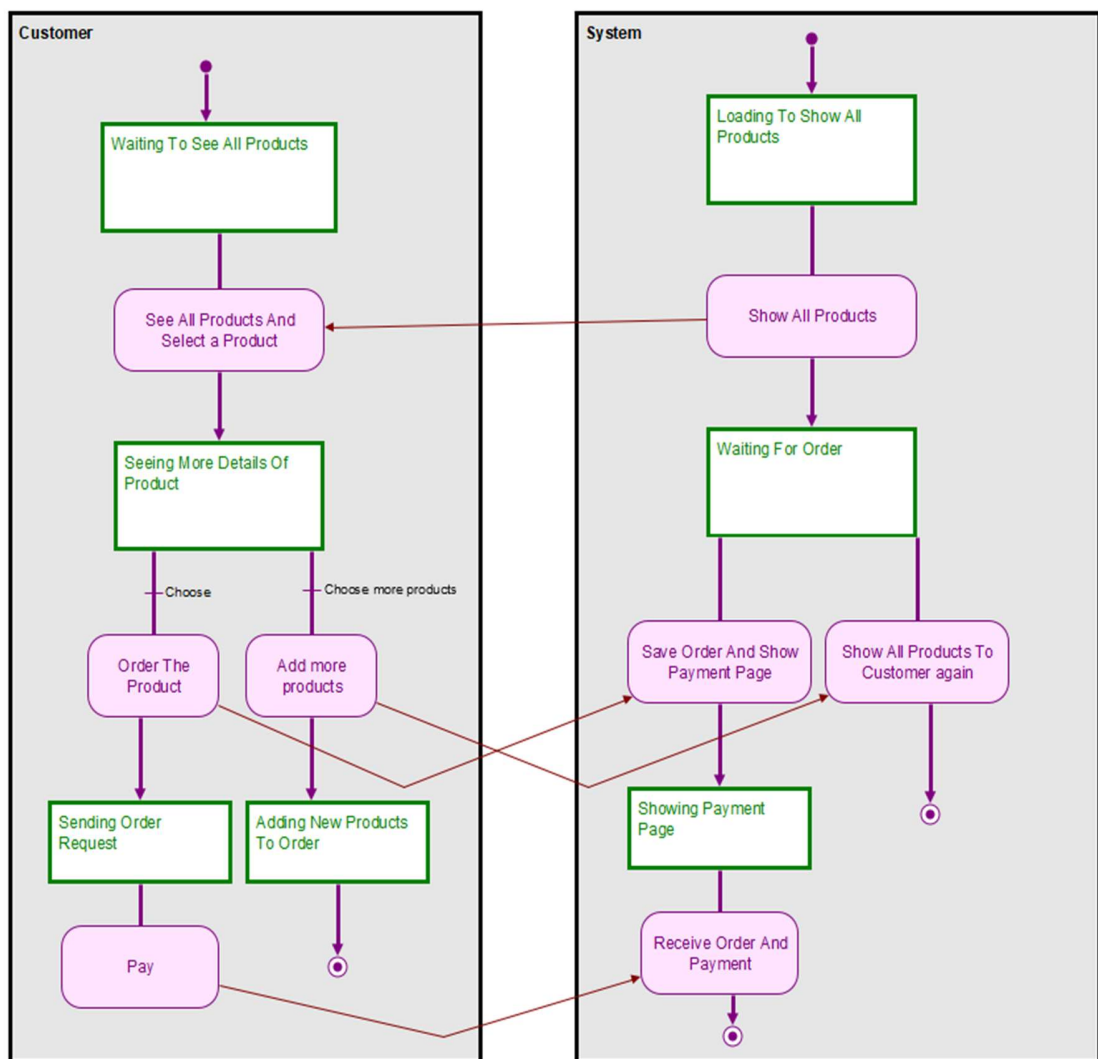 Customer
Waiting To See All Products
See All Products And
Select a Product
Seeing More Details Of
Product
Choose
Choose more products
Order The
Product
Add more
products
Sending Order
Request
Adding New Products
To Order
Pay
System
Loading To Show All
Products
Show All Products
Waiting For Order
Save Order And Show
Payment Page
Show All Products To
Customer again
Showing Payment
Page
Receive Order And
Payment